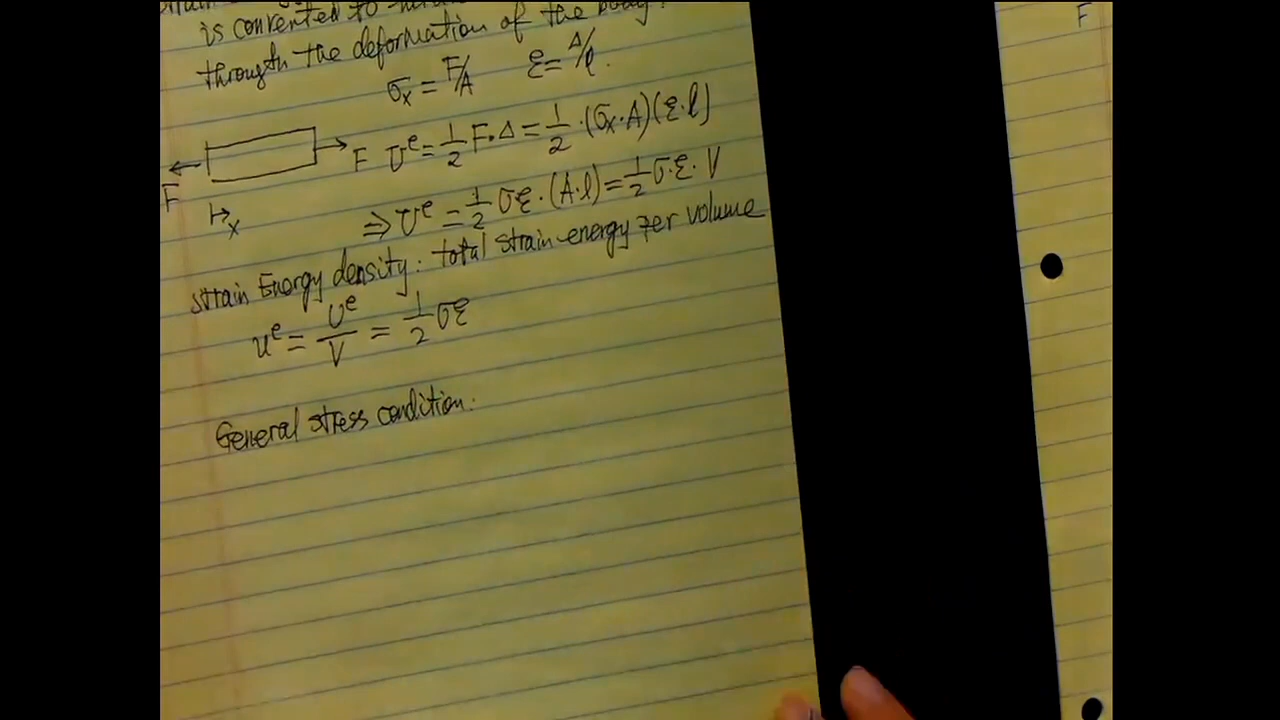 is converted to
through the deformation of the body.
σx = F/A ε = Δ/l.
F F U^e = 1/2 F·Δ = 1/2 ·(σx·A)(ε·l)
x ⇒ U^e = 1/2 σε·(A·l) = 1/2 σ·ε·V
Strain Energy density: total strain energy per volume
u^e = U^e/V = 1/2 σε
General stress condition:
F